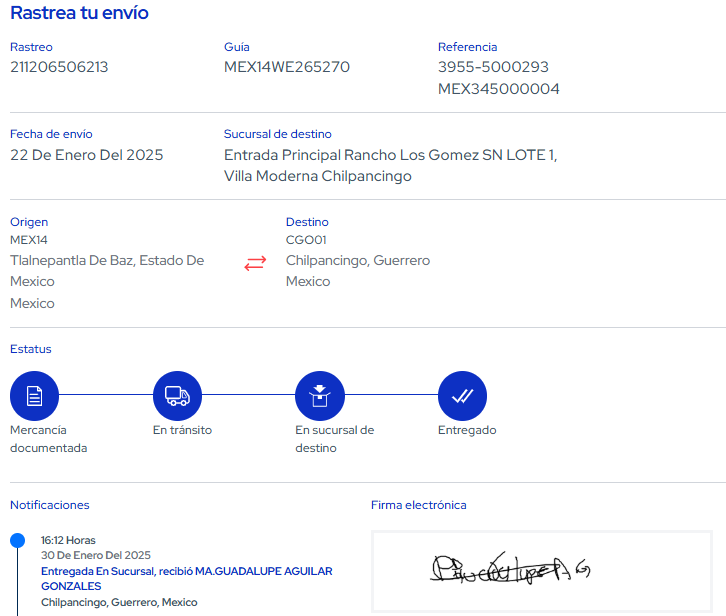 Rastrea tu envío
Rastreo
211206506213
Guía
MEX14WE265270
Referencia
3955-5000293
MEX345000004
Fecha de envío
22 De Enero Del 2025
Sucursal de destino
Entrada Principal Rancho Los Gomez SN LOTE 1,
Villa Moderna Chilpancingo
Origen
MEX14
Tlalnepantla De Baz, Estado De
Mexico
Mexico
Destino
CGO01
Chilpancingo, Guerrero
Mexico
Estatus
Mercancía
documentada
En tránsito
En sucursal de
destino
Entregado
Notificaciones
16:12 Horas
30 De Enero Del 2025
Entregada En Sucursal, recibió MA.GUADALUPE AGUILAR
GONZALES
Chilpancingo, Guerrero, Mexico
Firma electrónica